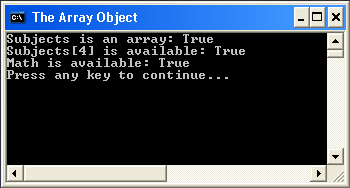 The Array Object
Subjects is an array: True
Subjects[4] is available: True
Math is available: True
Press any key to continue...